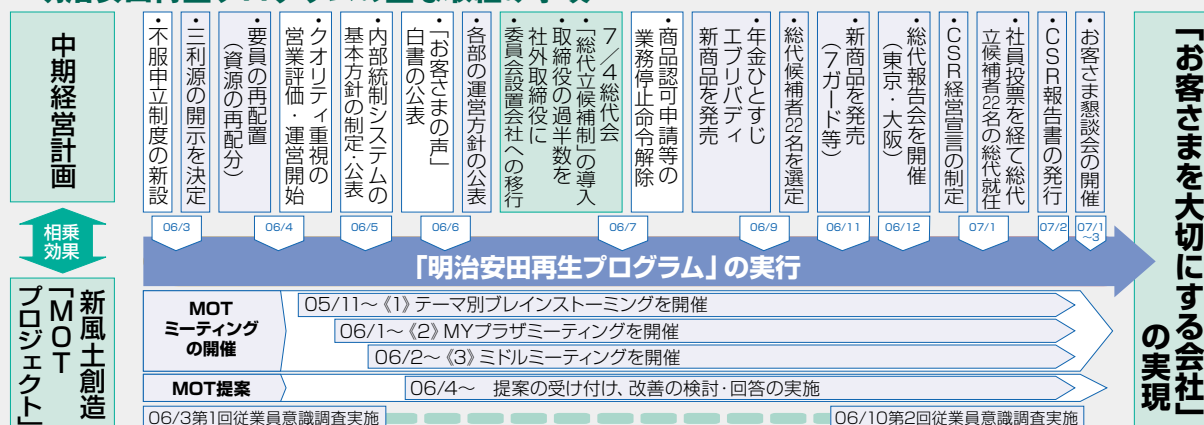 中期経営計画
相乗
効果
新風土創造
「MOT
プロジェクト」
・不服申立制度の新設
・三利源の開示を決定
・要員の再配置
（資源の再配分）
・クオリティ重視の
営業評価・運営開始
・内部統制システムの
基本方針の制定・公表
・「お客さまの声」
白書の公表
・各部の運営方針の公表
・7／4総代会
「総代立候補制」の導入
・取締役の過半数を
社外取締役に
・委員会設置会社への移行
・商品認可申請等の
業務停止命令解除
・年金ひとすじ
エブリバディ
新商品を発売
・総代候補者22名を選定
・新商品を発売
（7ガード等）
・総代報告会を開催
（東京・大阪）
・CSR経営宣言の制定
・社員投票を経て総代
立候補者22名の総代就任
・CSR報告書の発行
・お客さま懇談会の開催
06/3
06/4
06/5
06/6
06/7
06/9
06/11
06/12
07/1
07/2
07/1
～3
「明治安田再生プログラム」の実行
MOT
ミーティング
の開催
05/11～《1》テーマ別ブレインストーミングを開催
06/1～《2》MYプラザミーティングを開催
06/2～《3》ミドルミーティングを開催
MOT提案
06/4～　提案の受け付け、改善の検討・回答の実施
06/3第1回従業員意識調査実施
06/10第2回従業員意識調査実施
「お客さまを大切にする会社」
の実現